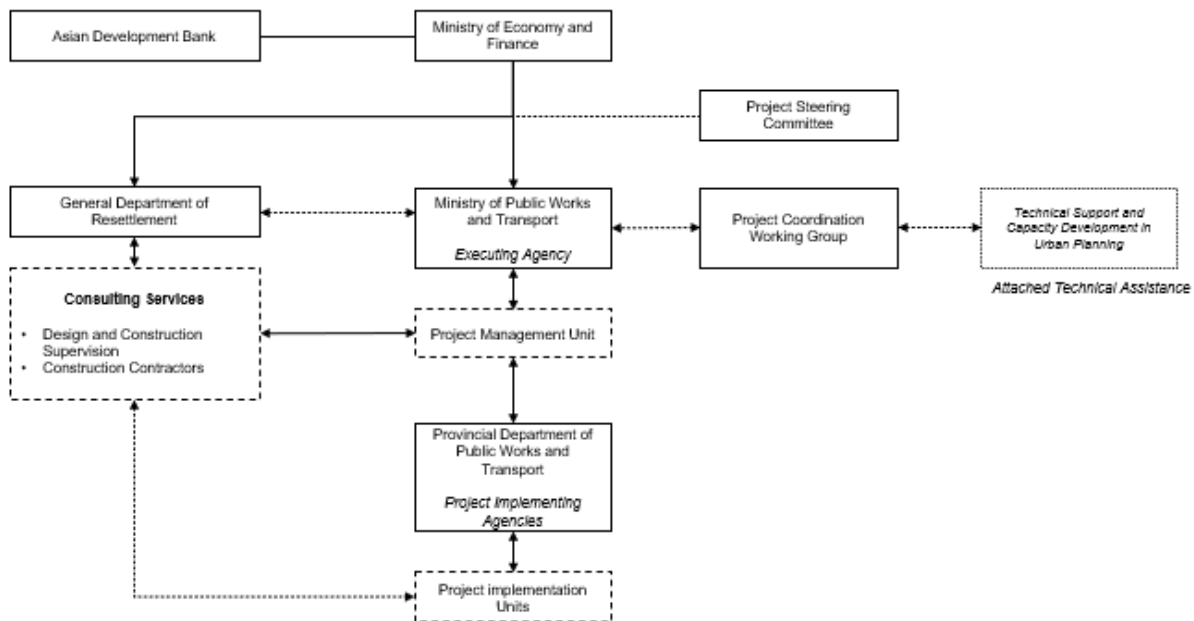 Asian Development Bank
Ministry of Economy and
Finance
Project Steering
Committee
General Department of
Resettlement
Ministry of Public Works
and Transport
Executing Agency
Project Coordination
Working Group
Technical Support and
Capacity Development in
Urban Planning
Attached Technical Assistance
Consulting Services
• Design and Construction
Supervision
• Construction Contractors
Project Management Unit
Provincial Department of
Public Works and
Transport
Project Implementing
Agencies
Project implementation
Units